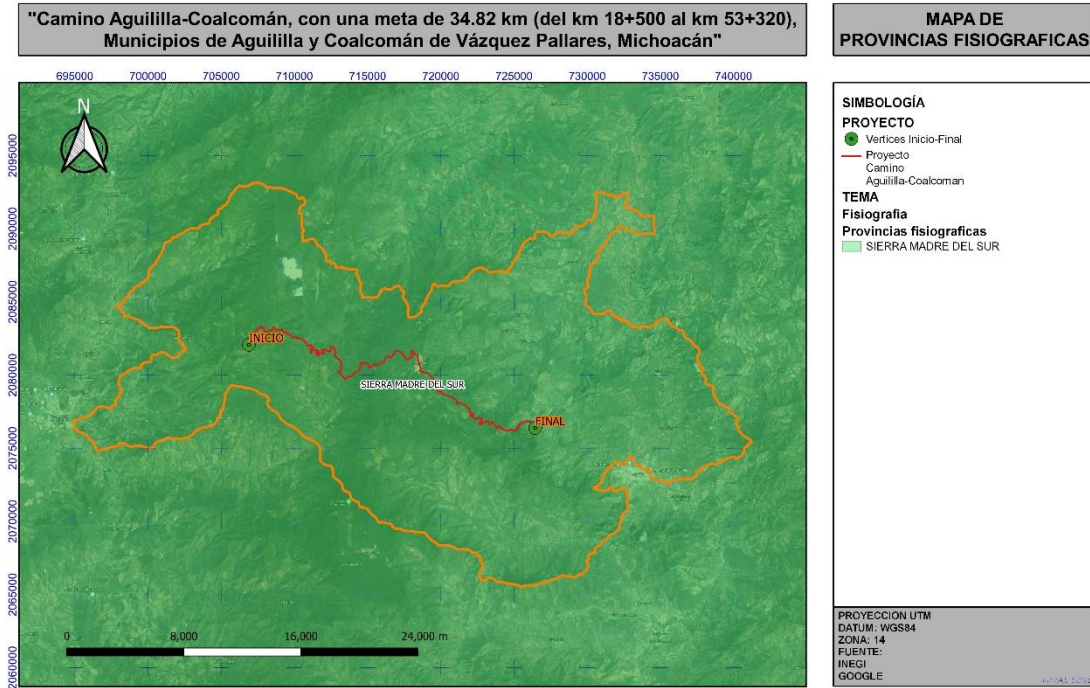 "Camino Aguililla-Coalcomán, con una meta de 34.82 km (del km 18+500 al km 53+320),
Municipios de Aguililla y Coalcomán de Vázquez Pallares, Michoacán"
MAPA DE
PROVINCIAS FISIOGRAFICAS
695000 700000 705000 710000 715000 720000 725000 730000 735000 740000
N
2095000
2090000
2085000
2080000
2075000
2070000
2065000
2060000
INICIO
SIERRA MADRE DEL SUR
FINAL
0 8,000 16,000 24,000 m
SIMBOLOGÍA
PROYECTO
Vertices Inicio-Final
Proyecto
Camino
Aguililla-Coalcoman
TEMA
Fisiografia
Provincias fisiograficas
SIERRA MADRE DEL SUR
PROYECCION UTM
DATUM: WGS84
ZONA: 14
FUENTE:
INEGI
GOOGLE